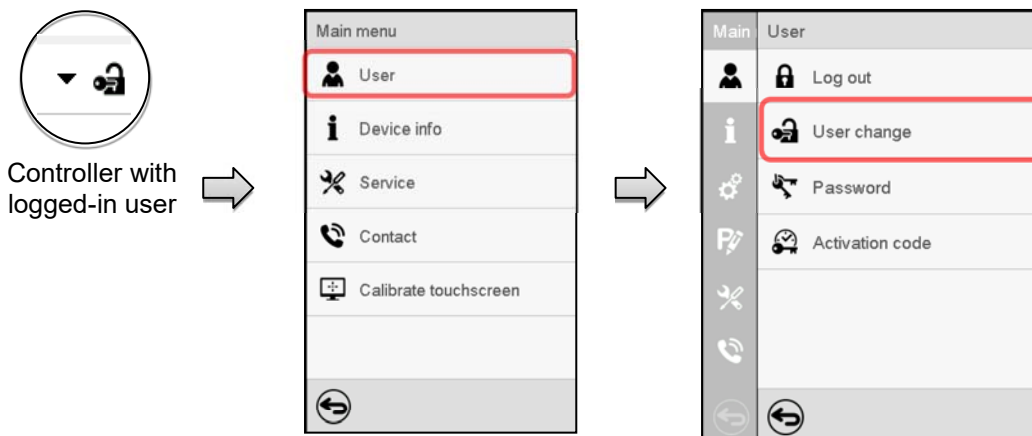 Controller with
logged-in user
Main menu
User
Device info
Service
Contact
Calibrate touchscreen
Main
User
Log out
User change
Password
Activation code